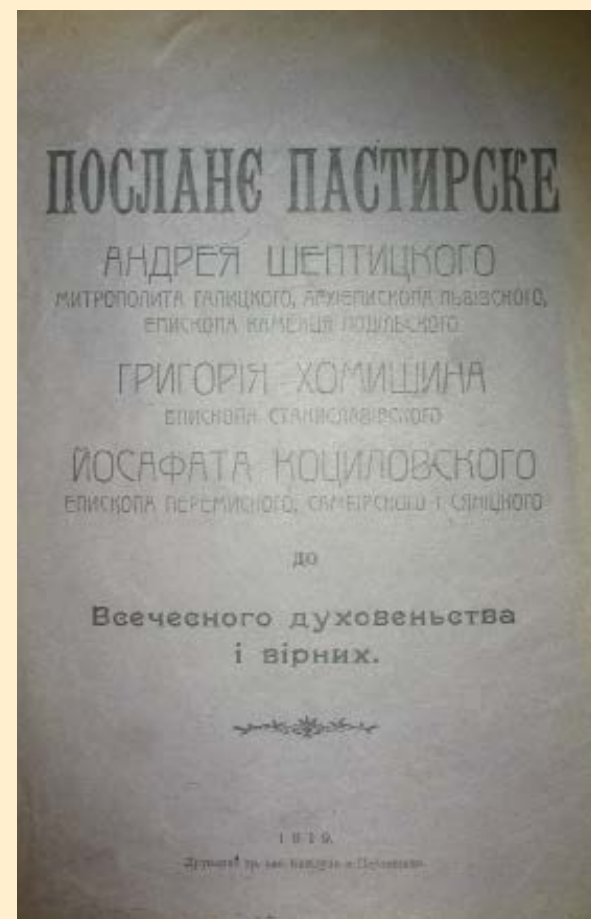 ПОСЛАНЄ ПАСТИРСКЕ
АНДРЕЯ ШЕПТИЦКОГО
МИТРОПОЛИТА ГАЛИЦКОГО, АРХІЕПИСКОПА ЛЬВІВСКОГО,
ЕПИСКОПА КАМЕНЦЯ ПОДІЛЬСКОГО
ГРИГОРІЯ ХОМИШИНА
ЕПИСКОПА СТАНИСЛАВІВСКОГО
ЙОСАФАТА КОЦИЛОВСКОГО
ЕПИСКОПА ПЕРЕМИСКОГО, САМБІРСКОГО І СЯНІЦКОГО
ДО
Всечесного духовеньства
і вірних.
1919.